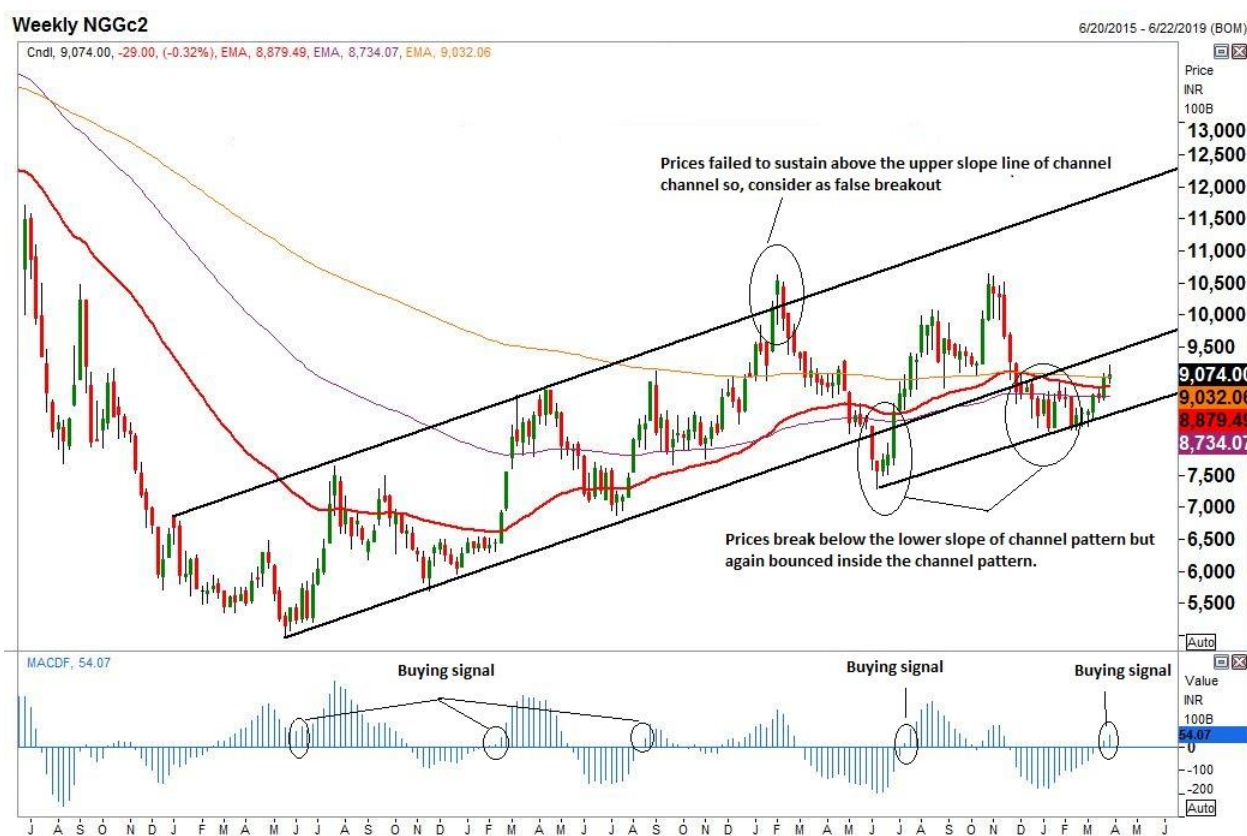 Weekly NGGc2
6/20/2015 - 6/22/2019 (BOM)
Cndl, 9,074.00, -29.00, (-0.32%), EMA, 8,879.49, EMA, 8,734.07, EMA, 9,032.06
Price
INR
100B
13,000
12,500
12,000
11,500
11,000
10,500
10,000
9,500
9,074.00
9,032.06
8,879.49
8,734.07
7,500
7,000
6,500
6,000
5,500
Auto
Prices failed to sustain above the upper slope line of channel
channel so, consider as false breakout
Prices break below the lower slope of channel pattern but
again bounced inside the channel pattern.
MACDF, 54.07
Buying signal
Buying signal
Buying signal
Value
INR
100B
54.07
0
-100
-200
Auto
J A S O N D J F M A M J J A S O N D J F M A M J J A S O N D J F M A M J J A S O N D J F M A M J